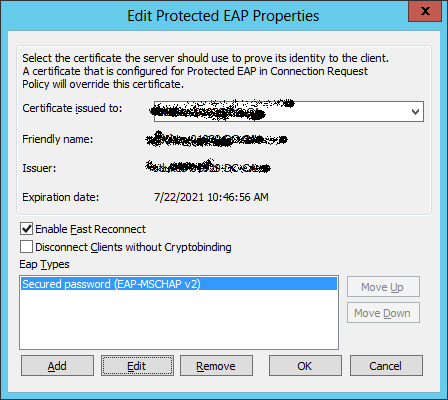 Edit Protected EAP Properties
Select the certificate the server should use to prove its identity to the client.
A certificate that is configured for Protected EAP in Connection Request
Policy will override this certificate.
Certificate issued to:
Friendly name:
Issuer:
Expiration date: 7/22/2021 10:46:56 AM
Enable Fast Reconnect
Disconnect Clients without Cryptobinding
Eap Types
Secured password (EAP-MSCHAP v2)
Move Up
Move Down
Add Edit Remove OK Cancel